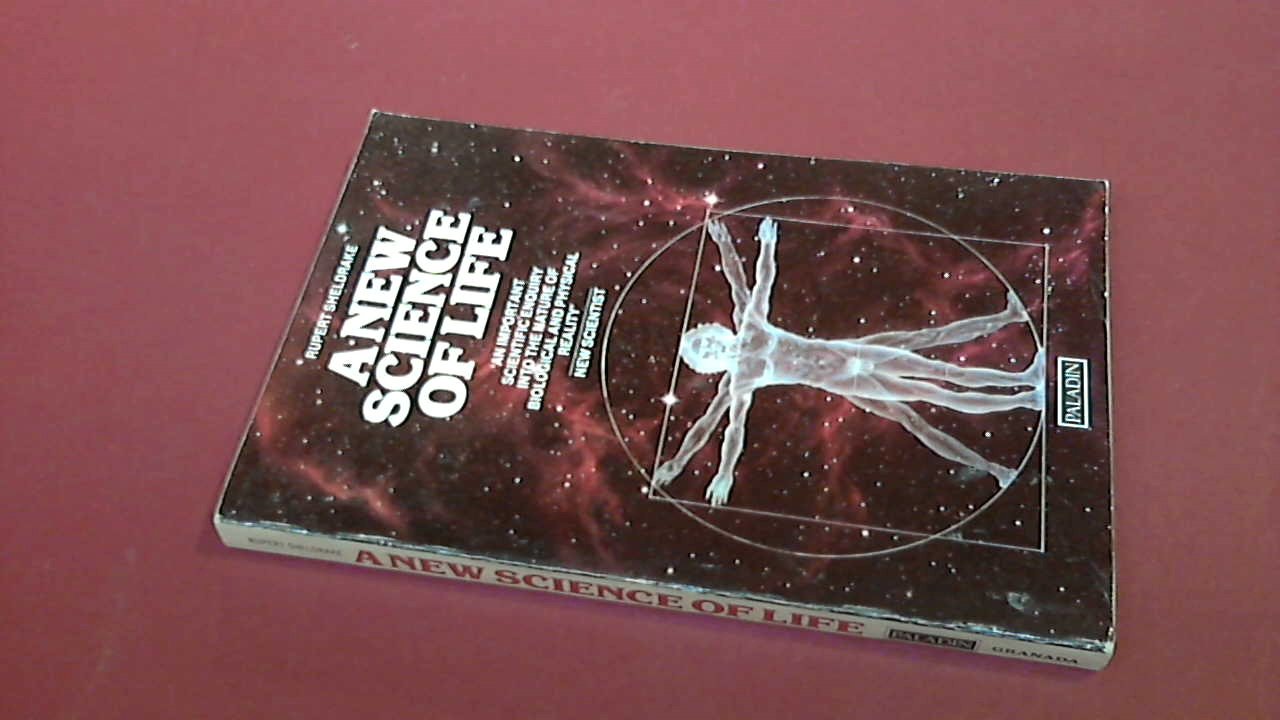 RUPERT SHELDRAKE
A NEW
SCIENCE
OF LIFE
"AN IMPORTANT
SCIENTIFIC ENQUIRY
INTO THE NATURE OF
BIOLOGICAL AND PHYSICAL
REALITY"
NEW SCIENTIST
PALADIN
RUPERT SHELDRAKE A NEW SCIENCE OF LIFE PALADIN GRANADA